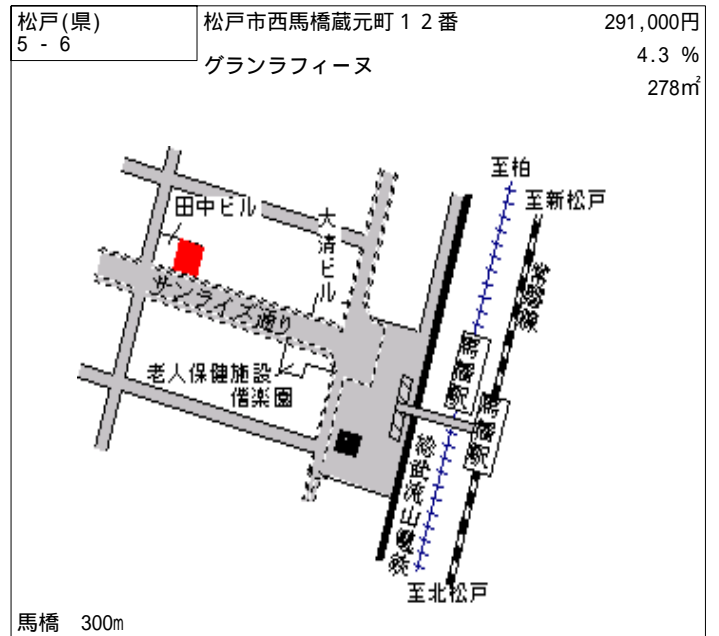 松戸(県)
5 - 6
松戸市西馬橋蔵元町１２番
グランラフィーヌ
291,000円
4.3 %
278㎡
至柏
至新松戸
田中ビル
大清ビル
サンライズ通り
常磐線
馬橋駅
馬橋駅
老人保健施設
偕楽園
総武流山電鉄
至北松戸
馬橋　300m